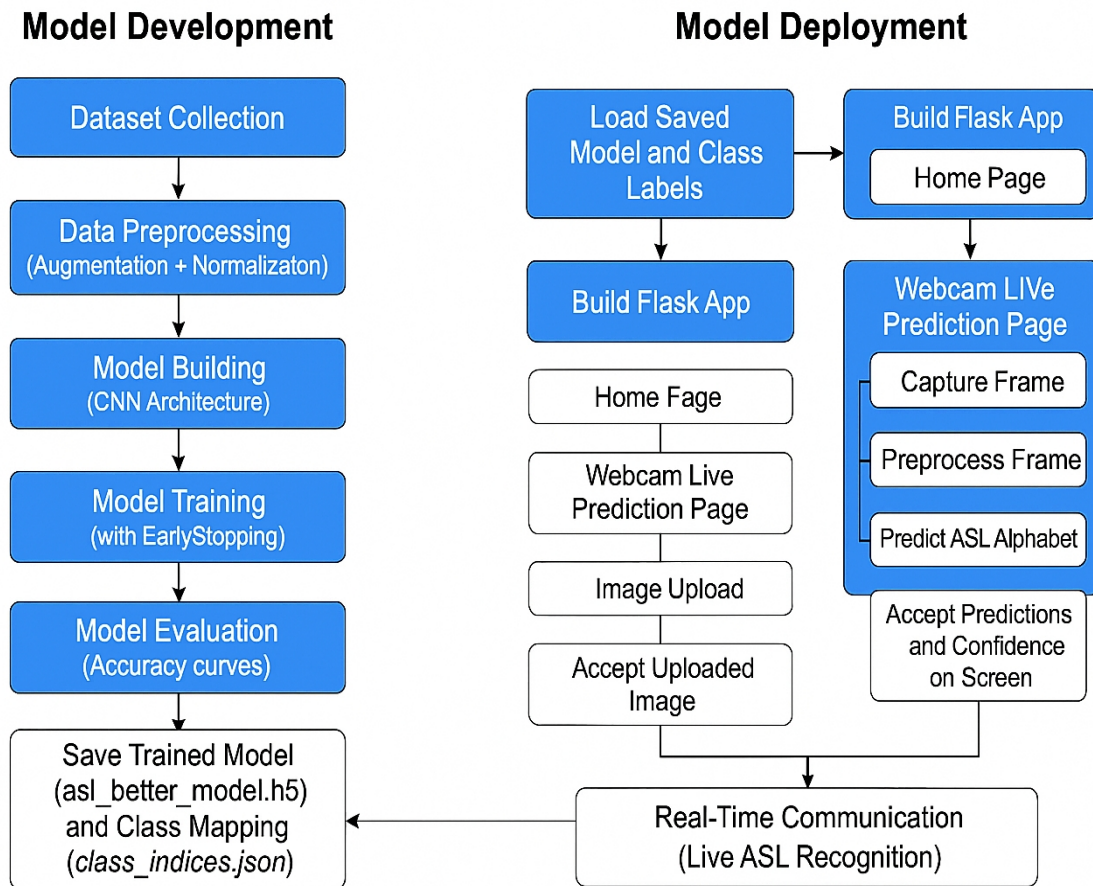 Model Development
Dataset Collection
Data Preprocessing
(Augmentation + Normalizaton)
Model Building
(CNN Architecture)
Model Training
(with EarlyStopping)
Model Evaluation
(Accuracy curves)
Save Trained Model
(asl_better_model.h5)
and Class Mapping
(class_indices.json)
Model Deployment
Load Saved
Model and Class
Labels
Build Flask App
Home Fage
Webcam Live
Prediction Page
Image Upload
Accept Uploaded
Image
Build Flask App
Home Page
Webcam LIVe
Prediction Page
Capture Frame
Preprocess Frame
Predict ASL Alphabet
Accept Predictions
and Confidence
on Screen
Real-Time Communication
(Live ASL Recognition)